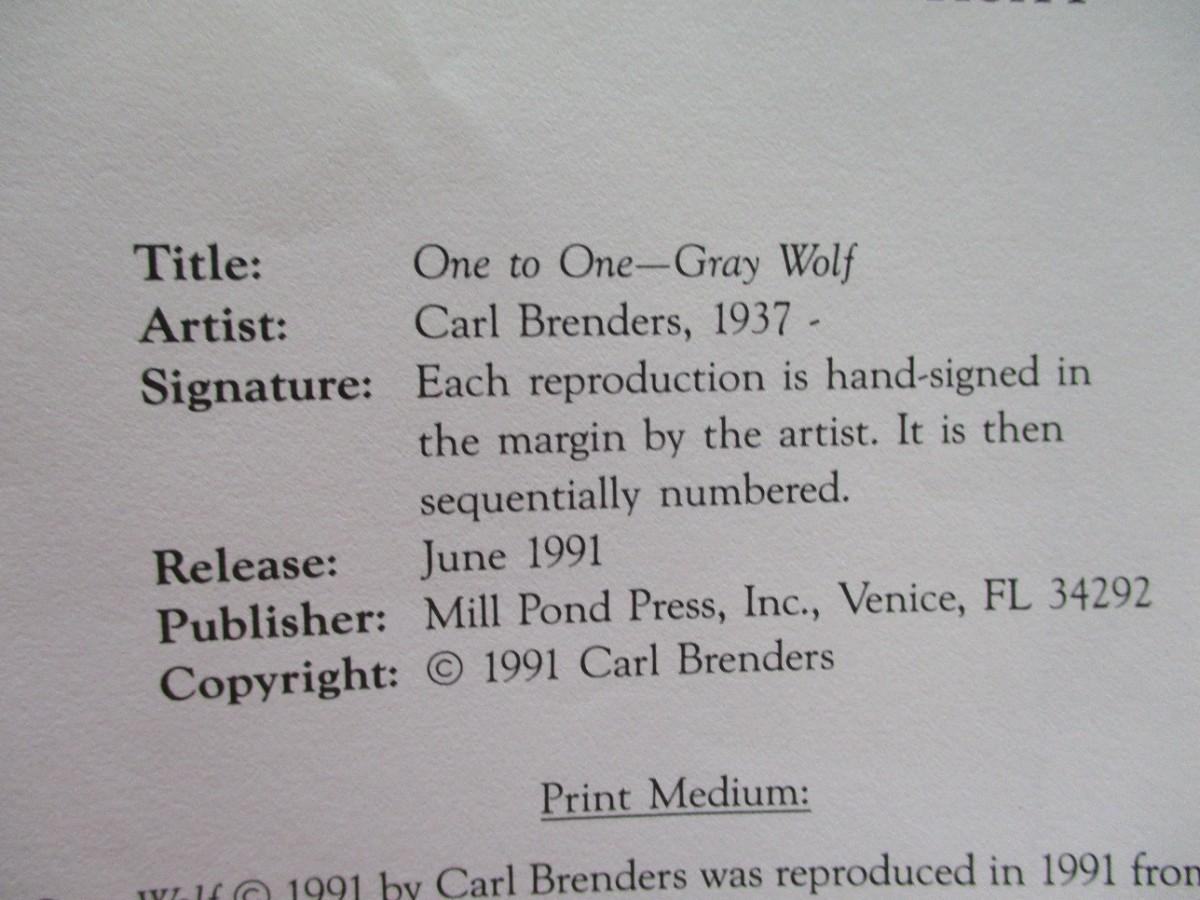 Title: One to One—Gray Wolf
Artist: Carl Brenders, 1937 -
Signature: Each reproduction is hand-signed in
the margin by the artist. It is then
sequentially numbered.
Release: June 1991
Publisher: Mill Pond Press, Inc., Venice, FL 34292
Copyright: © 1991 Carl Brenders
Print Medium:
Wolf © 1991 by Carl Brenders was reproduced in 1991 from